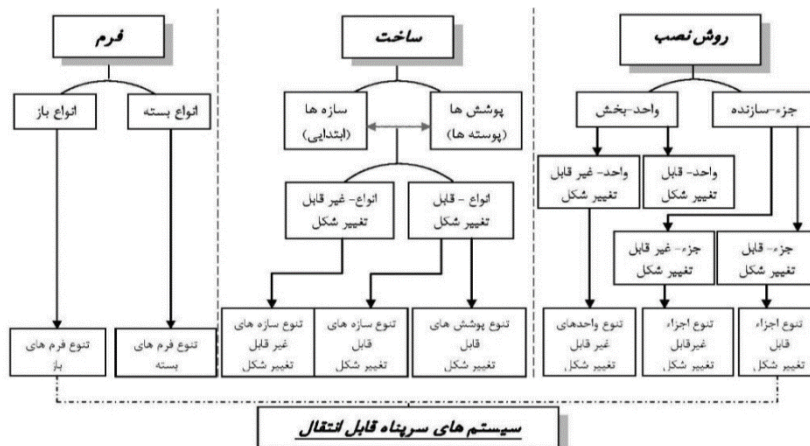 روش نصب
ساخت
فرم
جزء-سازنده
واحد-بخش
پوشش ها
(پوسته ها)
سازه ها
(ابتدایی)
انواع بسته
انواع باز
واحد- قابل
تغییر شکل
واحد- غیر قابل
تغییر شکل
انواع - قابل
تغییر شکل
انواع- غیر قابل
تغییر شکل
جزء- قابل
تغییر شکل
جزء- غیر قابل
تغییر شکل
تنوع اجزاء
قابل
تغییر شکل
تنوع اجزاء
غیرقابل
تغییر شکل
تنوع واحدهای
غیر قابل
تغییر شکل
تنوع پوشش های
قابل
تغییر شکل
تنوع سازه های
قابل
تغییر شکل
تنوع سازه های
غیر قابل
تغییر شکل
تنوع فرم های
بسته
تنوع فرم های
باز
سیستم های سرپناه قابل انتقال